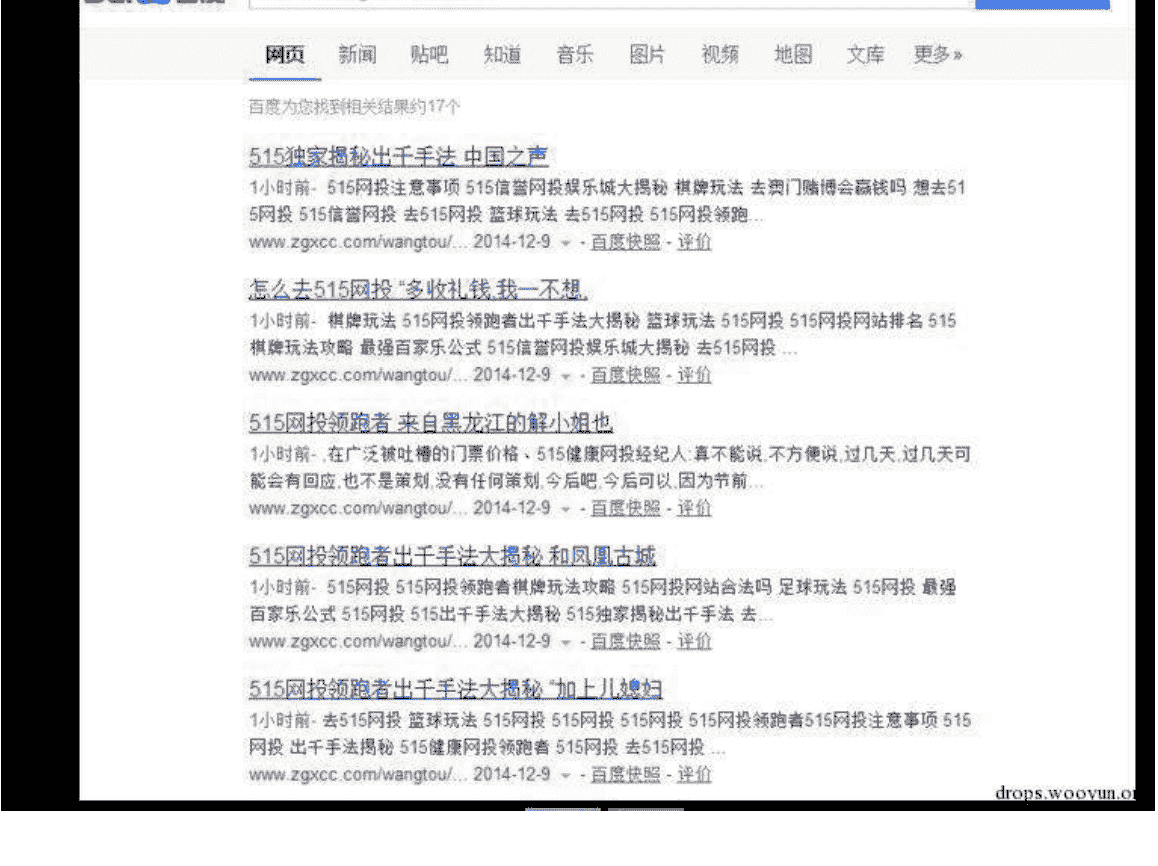 网页 新闻 贴吧 知道 音乐 图片 视频 地图 文库 更多»
百度为您找到相关结果约17个
515独家揭秘出千手法 中国之声
1小时前- 515网投注意事项 515信誉网投娱乐城大揭秘 棋牌玩法 去澳门赌博会赢钱吗 想去51
5网投 515信誉网投 去515网投 篮球玩法 去515网投 515网投领跑...
www.zgxcc.com/wangtou/... 2014-12-9 - 百度快照 - 评价
怎么去515网投 “多收礼钱,我一不想,
1小时前- 棋牌玩法 515网投领跑者出千手法大揭秘 篮球玩法 515网投 515网投网站排名 515
棋牌玩法攻略 最强百家乐公式 515信誉网投娱乐城大揭秘 去515网投 ...
www.zgxcc.com/wangtou/... 2014-12-9 - 百度快照 - 评价
515网投领跑者 来自黑龙江的解小姐也
1小时前- ,在广泛被吐槽的门票价格、515健康网投经纪人:真不能说,不方便说,过几天,过几天可
能会有回应,也不是策划,没有任何策划,今后吧,今后可以,因为节前...
www.zgxcc.com/wangtou/... 2014-12-9 - 百度快照 - 评价
515网投领跑者出千手法大揭秘 和凤凰古城
1小时前- 515网投 515网投领跑者棋牌玩法攻略 515网投网站合法吗 足球玩法 515网投 最强
百家乐公式 515网投 515出千手法大揭秘 515独家揭秘出千手法 去...
www.zgxcc.com/wangtou/... 2014-12-9 - 百度快照 - 评价
515网投领跑者出千手法大揭秘 “加上儿媳妇
1小时前- 去515网投 篮球玩法 515网投 515网投 515网投 515网投领跑者515网投注意事项 515
网投 出千手法揭秘 515健康网投领跑者 515网投 去515网投 ...
www.zgxcc.com/wangtou/... 2014-12-9 - 百度快照 - 评价
drops.wooyun.o